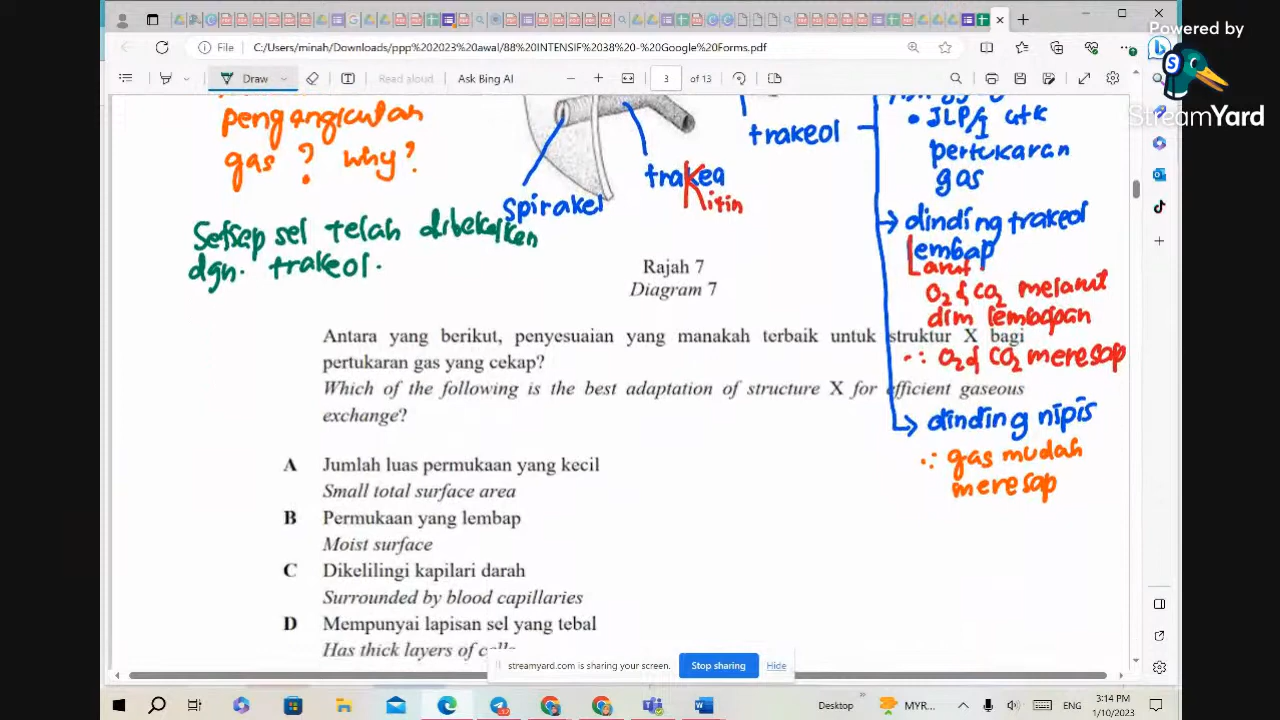 Powered by
StreamYard
File
C:/Users/minah/Downloads/ppp%202023%20awal/88%20INTENSIF%2038%20-%20Google%20Forms.pdf
Draw
Read aloud
Ask Bing AI
3
of 13
pengangkutan
gas ? why?
Setiap sel telah dibekalkan
dgn. trakeol.
spirakel
trakea
Kitin
trakeol
• JLP/I utk
pertukaran
gas
→ dinding trakeol
lembap
Larut
O2 & CO2 melarut
dlm lembapan
∴ O2 & CO2 meresap
→ dinding nipis
∴ gas mudah
meresap
Rajah 7
Diagram 7
Antara yang berikut, penyesuaian yang manakah terbaik untuk struktur X bagi
pertukaran gas yang cekap?
Which of the following is the best adaptation of structure X for efficient gaseous
exchange?
A Jumlah luas permukaan yang kecil
Small total surface area
B Permukaan yang lembap
Moist surface
C Dikelilingi kapilari darah
Surrounded by blood capillaries
D Mempunyai lapisan sel yang tebal
Has thick layers of cells
streamyard.com is sharing your screen.
Stop sharing
Hide
Desktop
MYR...
3:14 PM
1/10/2023